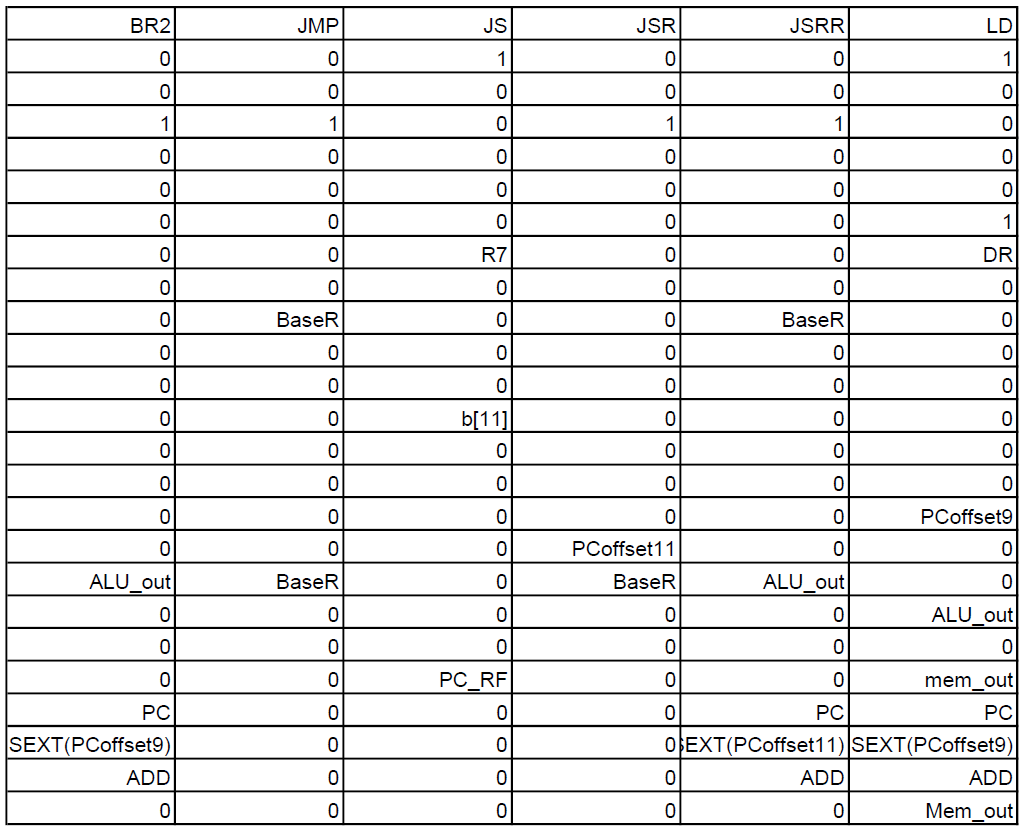 BR2 JMP JS JSR JSRR LD
0 0 1 0 0 1
0 0 0 0 0 0
1 1 0 1 1 0
0 0 0 0 0 0
0 0 0 0 0 0
0 0 0 0 0 1
0 0 R7 0 0 DR
0 0 0 0 0 0
0 BaseR 0 0 BaseR 0
0 0 0 0 0 0
0 0 0 0 0 0
0 0 b[11] 0 0 0
0 0 0 0 0 0
0 0 0 0 0 0
0 0 0 0 0 PCoffset9
0 0 0 PCoffset11 0 0
ALU_out BaseR 0 BaseR ALU_out 0
0 0 0 0 0 ALU_out
0 0 0 0 0 0
0 0 PC_RF 0 0 mem_out
PC 0 0 0 PC PC
SEXT(PCoffset9) 0 0 0 SEXT(PCoffset11) SEXT(PCoffset9)
ADD 0 0 0 ADD ADD
0 0 0 0 0 Mem_out